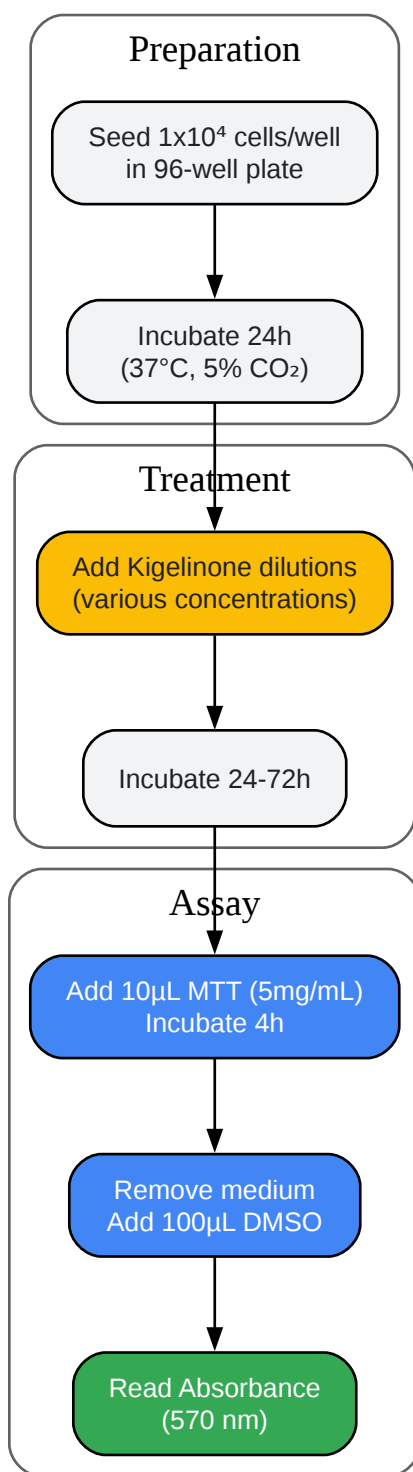 Preparation
Seed 1x10⁴ cells/well
in 96-well plate
Incubate 24h
(37°C, 5% CO₂)
Treatment
Add Kigelinone dilutions
(various concentrations)
Incubate 24-72h
Assay
Add 10µL MTT (5mg/mL)
Incubate 4h
Remove medium
Add 100µL DMSO
Read Absorbance
(570 nm)